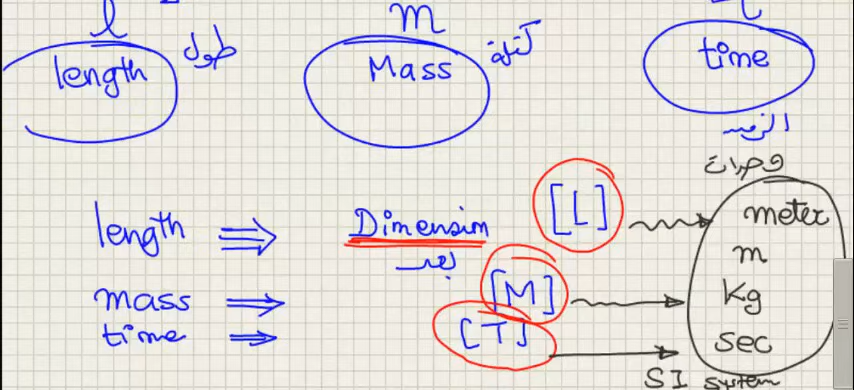 l m t
length طول Mass كتلة time
الزمن
وحدات
length ⇒ Dimension [L] → meter
بعد m
mass ⇒ [M] → Kg
time ⇒ [T] → sec
SI system